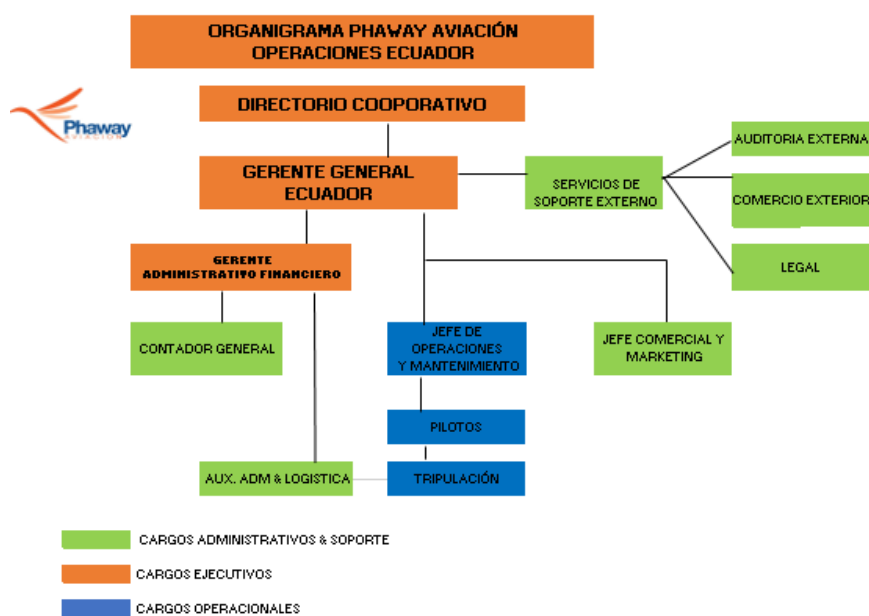 ORGANIGRAMA PHAWAY AVIACIÓN
OPERACIONES ECUADOR
Phaway
AVIACIÓN
DIRECTORIO COOPORATIVO
GERENTE GENERAL
ECUADOR
SERVICIOS DE
SOPORTE EXTERNO
AUDITORIA EXTERNA
COMERCIO EXTERIOR
LEGAL
GERENTE
ADMINISTRATIVO FINANCIERO
CONTADOR GENERAL
JEFE DE
OPERACIONES
Y MANTENIMIENTO
JEFE COMERCIAL Y
MARKETING
PILOTOS
AUX. ADM & LOGISTICA
TRIPULACIÓN
CARGOS ADMINISTRATIVOS & SOPORTE
CARGOS EJECUTIVOS
CARGOS OPERACIONALES